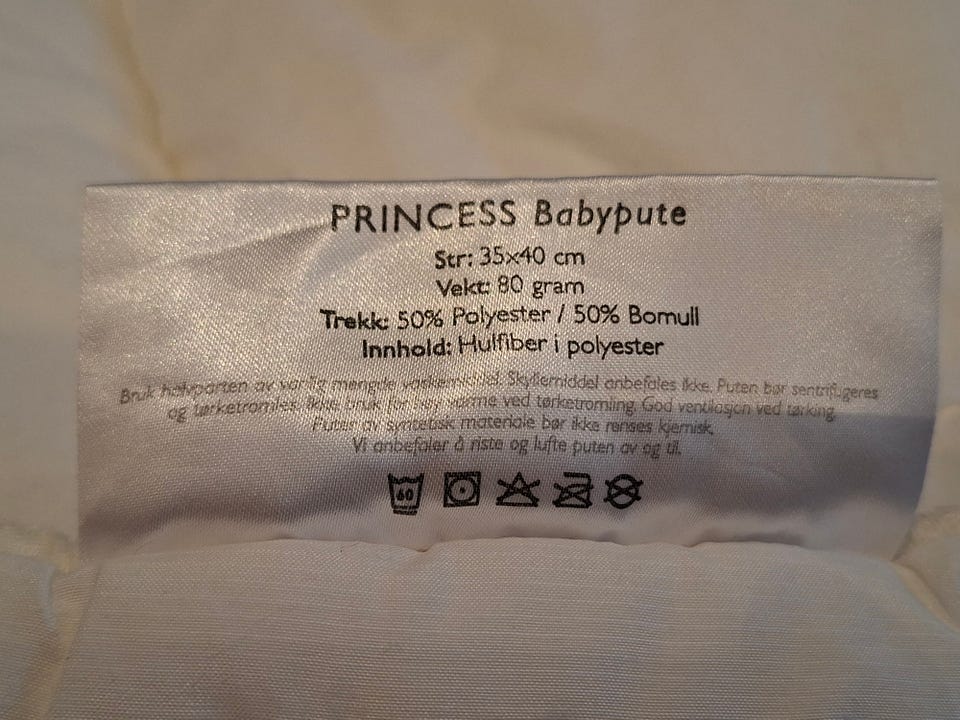 PRINCESS Babypute
Str: 35x40 cm
Vekt: 80 gram
Trekk: 50% Polyester / 50% Bomull
Innhold: Hulfiber i polyester
Bruk halvparten av vanlig mengde vaskemiddel. Skyllemiddel anbefales ikke. Puten bør sentrifugeres
og tørketromles. Ikke bruk for høy varme ved tørketromling. God ventilasjon ved tørking.
Puter av syntetisk materiale bør ikke renses kjemisk.
Vi anbefaler å riste og lufte puten av og til.
60